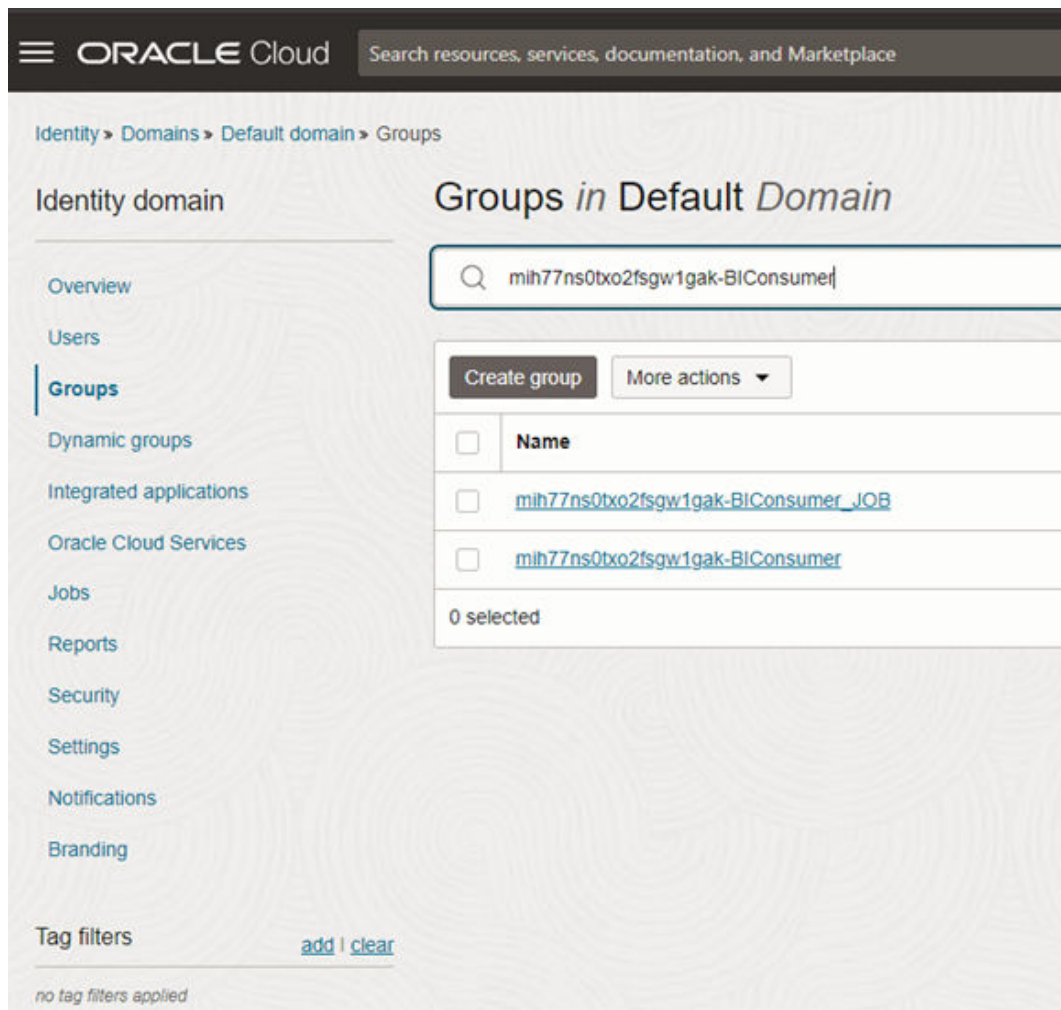 ORACLE Cloud
Search resources, services, documentation, and Marketplace
Identity » Domains » Default domain » Groups
Identity domain
Overview
Users
Groups
Dynamic groups
Integrated applications
Oracle Cloud Services
Jobs
Reports
Security
Settings
Notifications
Branding
Tag filters
add | clear
no tag filters applied
Groups in Default Domain
mih77ns0txo2fsgw1gak-BIConsumer
Create group
More actions
Name
mih77ns0txo2fsgw1gak-BIConsumer_JOB
mih77ns0txo2fsgw1gak-BIConsumer
0 selected